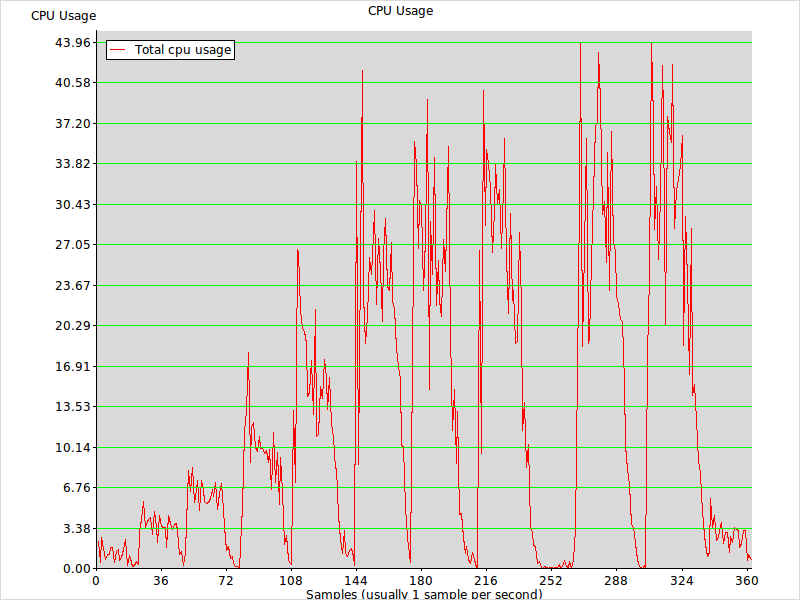 CPU Usage
CPU Usage
Total cpu usage
43.96
40.58
37.20
33.82
30.43
27.05
23.67
20.29
16.91
13.53
10.14
6.76
3.38
0.00
0 36 72 108 144 180 216 252 288 324 360
Samples (usually 1 sample per second)